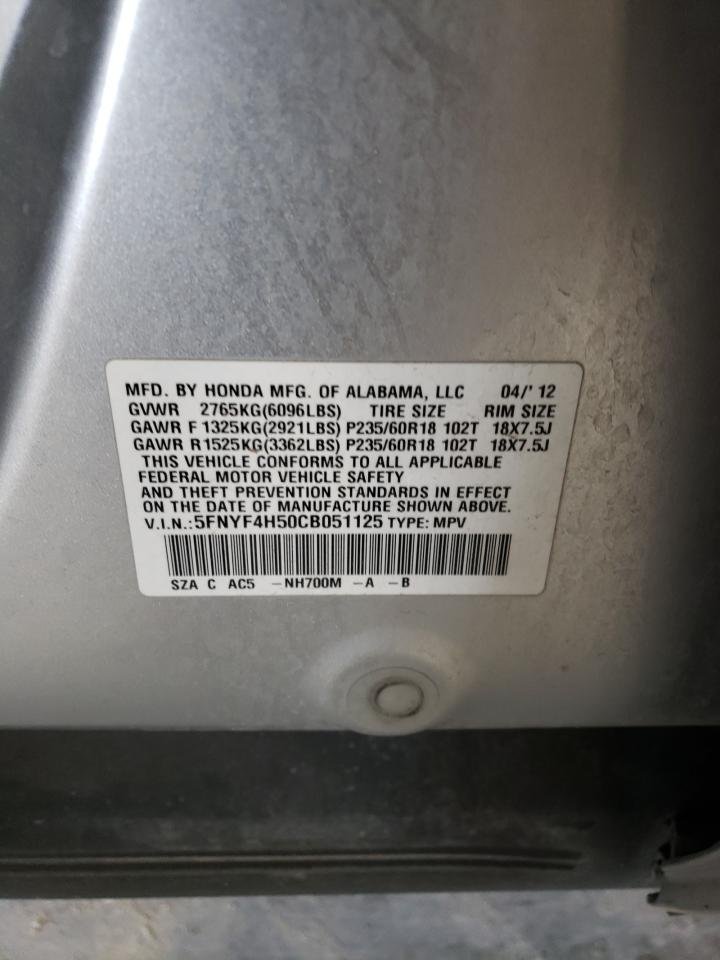 MFD. BY HONDA MFG. OF ALABAMA, LLC 04/' 12
GVWR 2765KG(6096LBS) TIRE SIZE RIM SIZE
GAWR F 1325KG(2921LBS) P235/60R18 102T 18X7.5J
GAWR R 1525KG(3362LBS) P235/60R18 102T 18X7.5J
THIS VEHICLE CONFORMS TO ALL APPLICABLE
FEDERAL MOTOR VEHICLE SAFETY
AND THEFT PREVENTION STANDARDS IN EFFECT
ON THE DATE OF MANUFACTURE SHOWN ABOVE.
V.I.N.:5FNYF4H50CB051125 TYPE: MPV
SZA C AC5 -NH700M -A -B